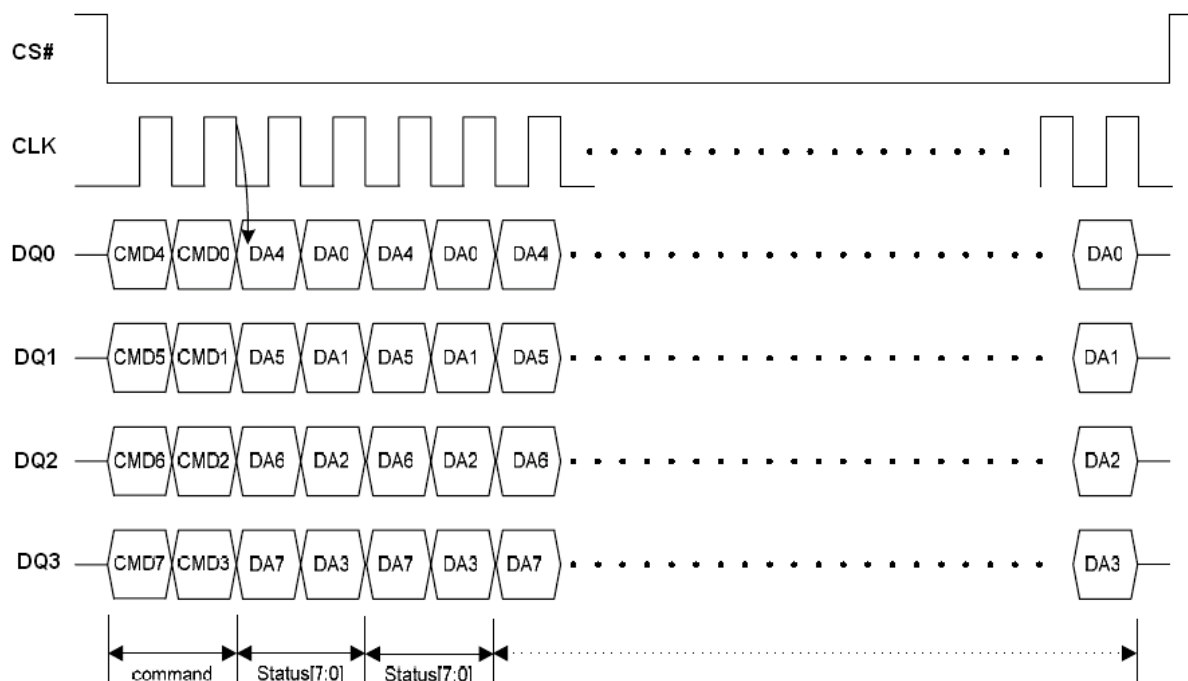 CS#
CLK
DQ0 CMD4 CMD0 DA4 DA0 DA4 DA0 DA4 DA0
DQ1 CMD5 CMD1 DA5 DA1 DA5 DA1 DA5 DA1
DQ2 CMD6 CMD2 DA6 DA2 DA6 DA2 DA6 DA2
DQ3 CMD7 CMD3 DA7 DA3 DA7 DA3 DA7 DA3
command Status[7:0] Status[7:0]